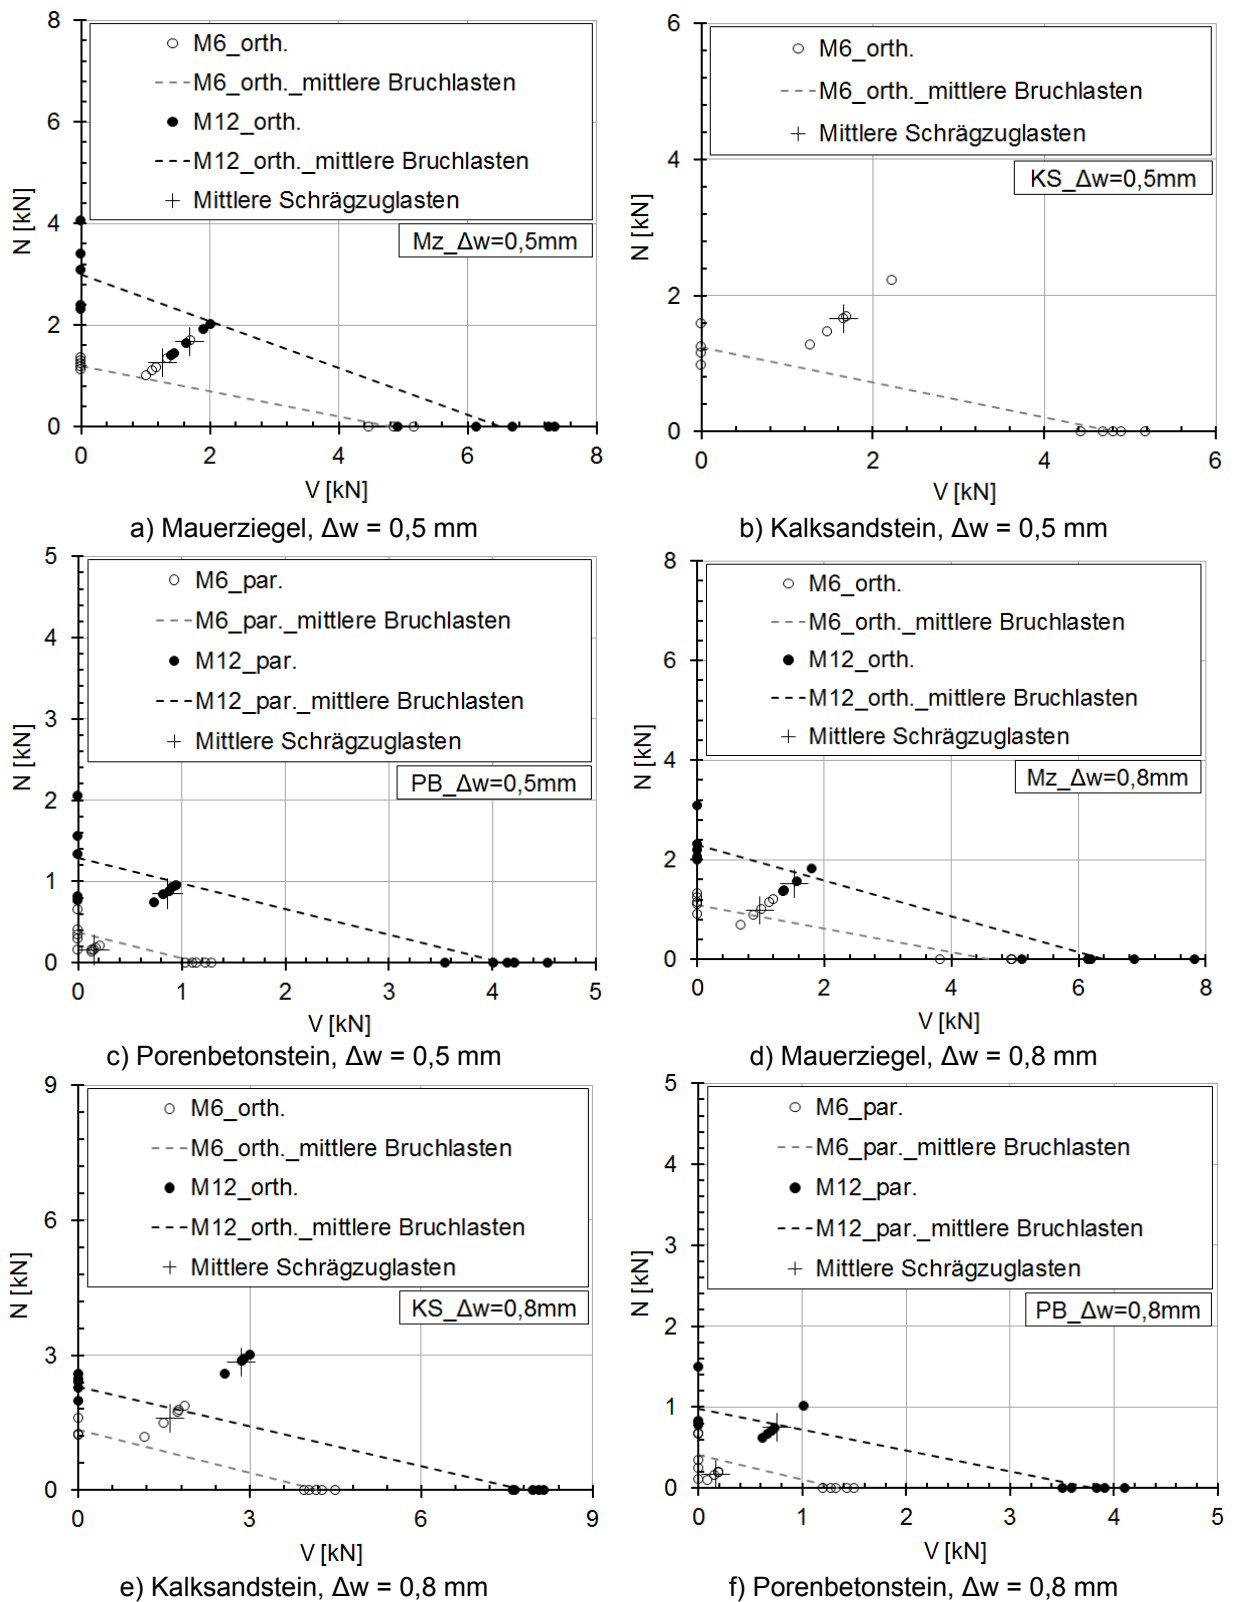 8
M6_orth.
M6_orth._mittlere Bruchlasten
6
M12_orth.
M12_orth._mittlere Bruchlasten
Mittlere Schrägzuglasten
N [kN]
4
Mz_Δw=0,5mm
2
0
0 2 4 6 8
V [kN]
a) Mauerziegel, Δw = 0,5 mm
6
M6_orth.
M6_orth._mittlere Bruchlasten
Mittlere Schrägzuglasten
4
KS_Δw=0,5mm
N [kN]
2
0
0 2 4 6
V [kN]
b) Kalksandstein, Δw = 0,5 mm
5
M6_par.
M6_par._mittlere Bruchlasten
4
M12_par.
M12_par._mittlere Bruchlasten
3
Mittlere Schrägzuglasten
N [kN]
PB_Δw=0,5mm
2
1
0
0 1 2 3 4 5
V [kN]
c) Porenbetonstein, Δw = 0,5 mm
8
M6_orth.
M6_orth._mittlere Bruchlasten
6
M12_orth.
M12_orth._mittlere Bruchlasten
Mittlere Schrägzuglasten
N [kN]
4
Mz_Δw=0,8mm
2
0
0 2 4 6 8
V [kN]
d) Mauerziegel, Δw = 0,8 mm
9
M6_orth.
M6_orth._mittlere Bruchlasten
M12_orth.
6
M12_orth._mittlere Bruchlasten
Mittlere Schrägzuglasten
N [kN]
KS_Δw=0,8mm
3
0
0 3 6 9
V [kN]
e) Kalksandstein, Δw = 0,8 mm
5
M6_par.
M6_par._mittlere Bruchlasten
4
M12_par.
M12_par._mittlere Bruchlasten
3
Mittlere Schrägzuglasten
N [kN]
PB_Δw=0,8mm
2
1
0
0 1 2 3 4 5
V [kN]
f) Porenbetonstein, Δw = 0,8 mm